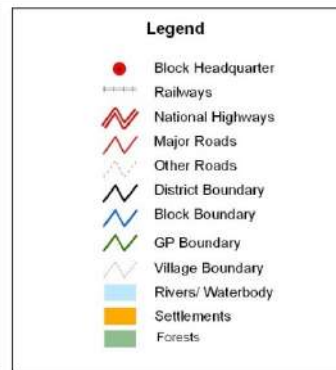 Legend
Block Headquarter
Railways
National Highways
Major Roads
Other Roads
District Boundary
Block Boundary
GP Boundary
Village Boundary
Rivers/ Waterbody
Settlements
Forests